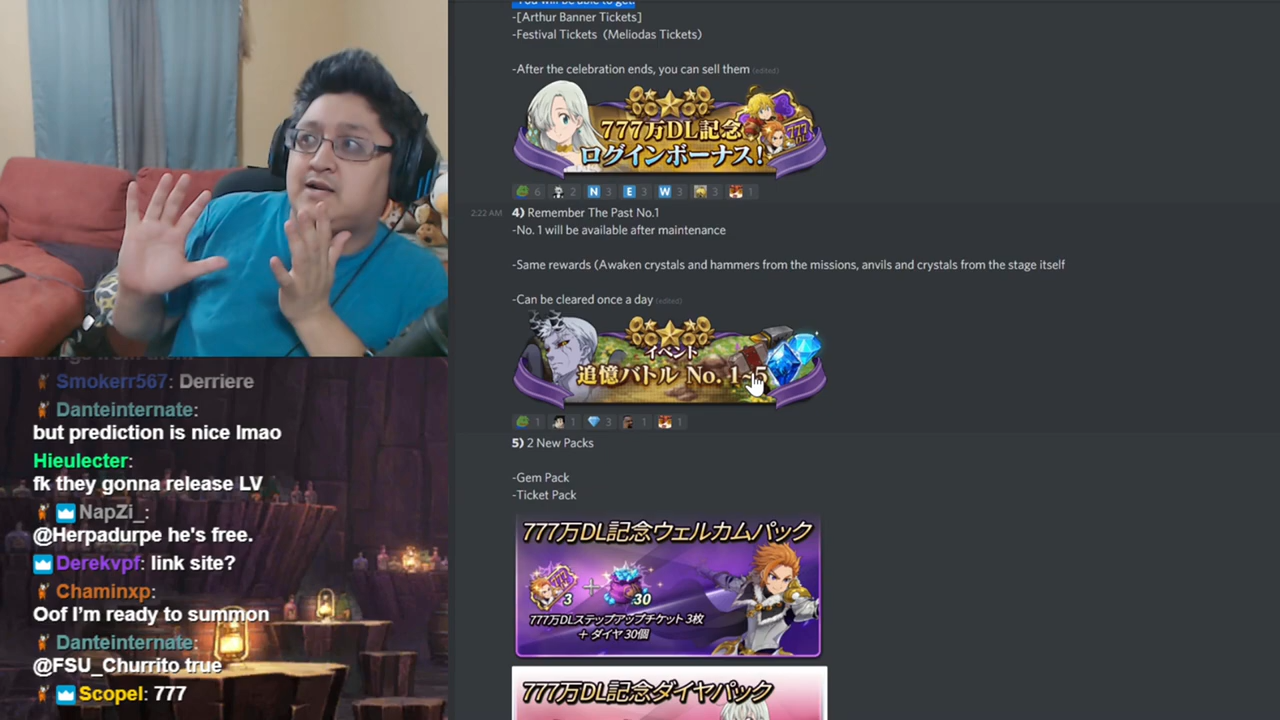 -You will be able to get:
-[Arthur Banner Tickets]
-Festival Tickets (Meliodas Tickets)
-After the celebration ends, you can sell them (edited)
777万DL記念
ログインボーナス!
6 2 N 3 E 3 W 3 3 1
2:22 AM 4) Remember The Past No.1
-No. 1 will be available after maintenance
-Same rewards (Awaken crystals and hammers from the missions, anvils and crystals from the stage itself
-Can be cleared once a day (edited)
イベント
追憶バトル No. 1~5
1 1 3 1 1
5) 2 New Packs
-Gem Pack
-Ticket Pack
777万DL記念ウェルカムパック
3 + 30
777万DLステップアップチケット 3枚
+ ダイヤ 30個
777万DL記念ダイヤパック
things from them
Smokerr567: Derriere
Danteinternate:
but prediction is nice lmao
Hieulecter:
fk they gonna release LV
NapZi_:
@Herpadurpe he's free.
Derekvpf: link site?
Chaminxp:
Oof I'm ready to summon
Danteinternate:
@FSU_Churrito true
Scopel: 777